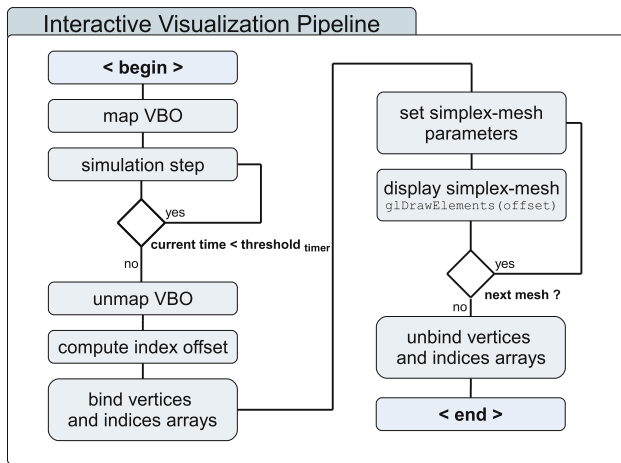 Interactive Visualization Pipeline
< begin >
map VBO
simulation step
yes
current time < threshold timer
no
unmap VBO
compute index offset
bind vertices
and indices arrays
set simplex-mesh
parameters
display simplex-mesh
glDrawElements(offset)
yes
next mesh ?
no
unbind vertices
and indices arrays
< end >